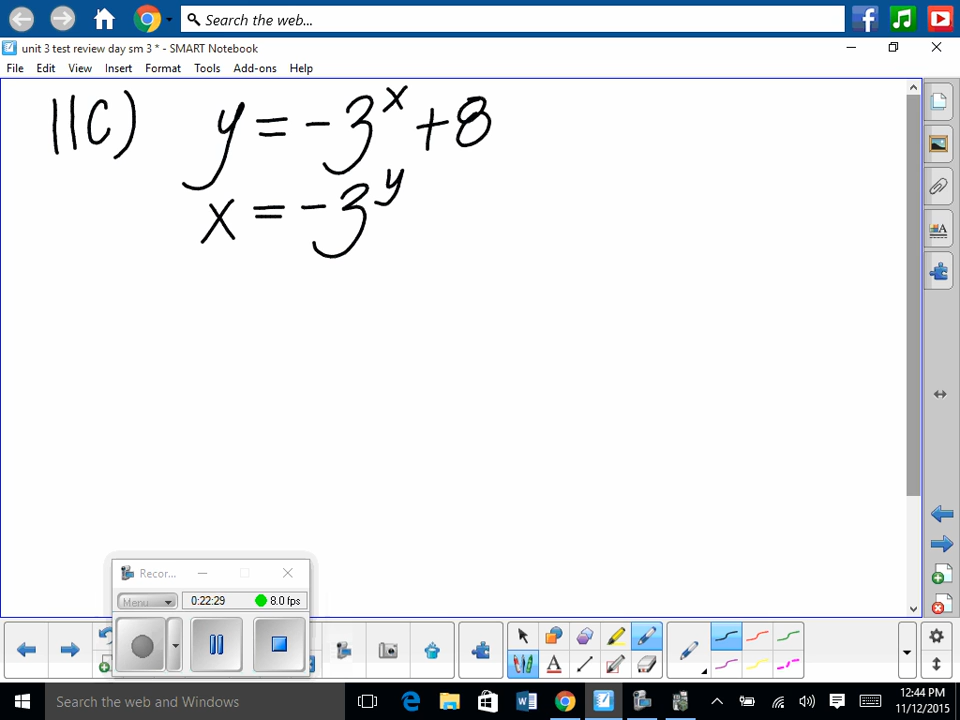 Search the web...
unit 3 test review day sm 3 * - SMART Notebook
File Edit View Insert Format Tools Add-ons Help
11C) y = -3^x + 8
x = -3^y
Recor...
Menu 0:22:29 8.0 fps
Search the web and Windows
12:44 PM
11/12/2015